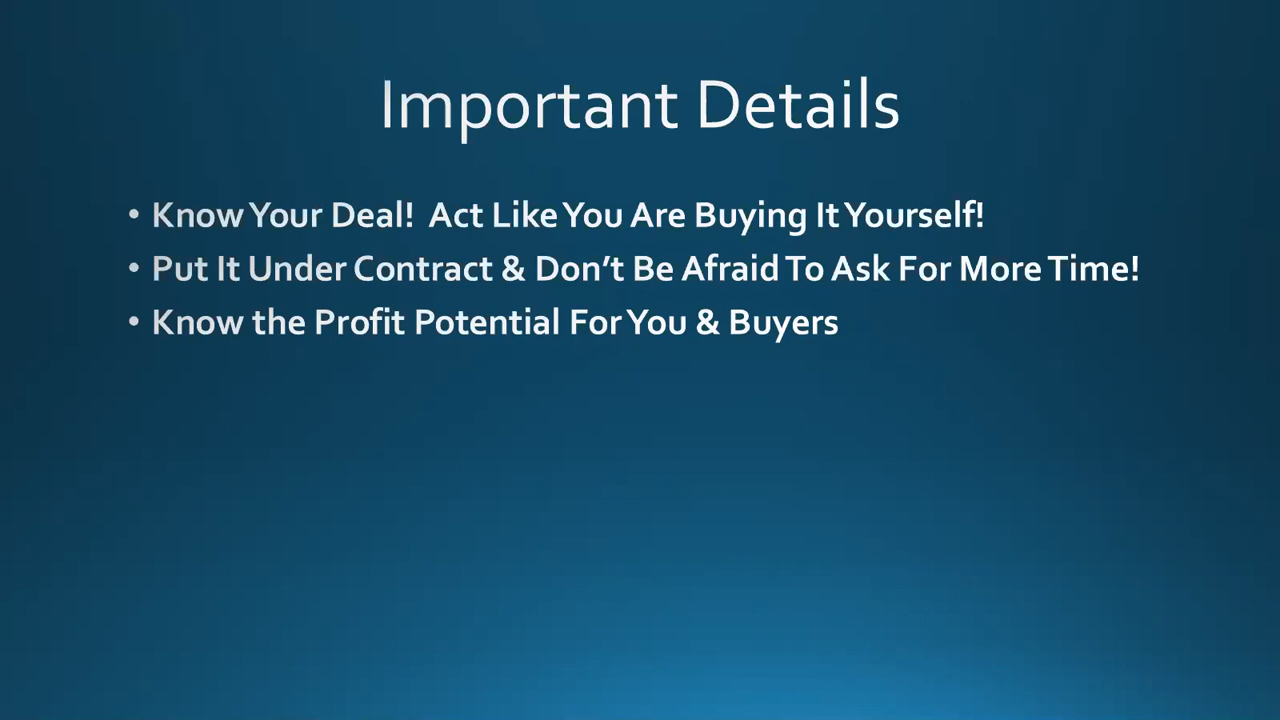 Important Details
• Know Your Deal!  Act Like You Are Buying It Yourself!
• Put It Under Contract & Don’t Be Afraid To Ask For More Time!
• Know the Profit Potential For You & Buyers